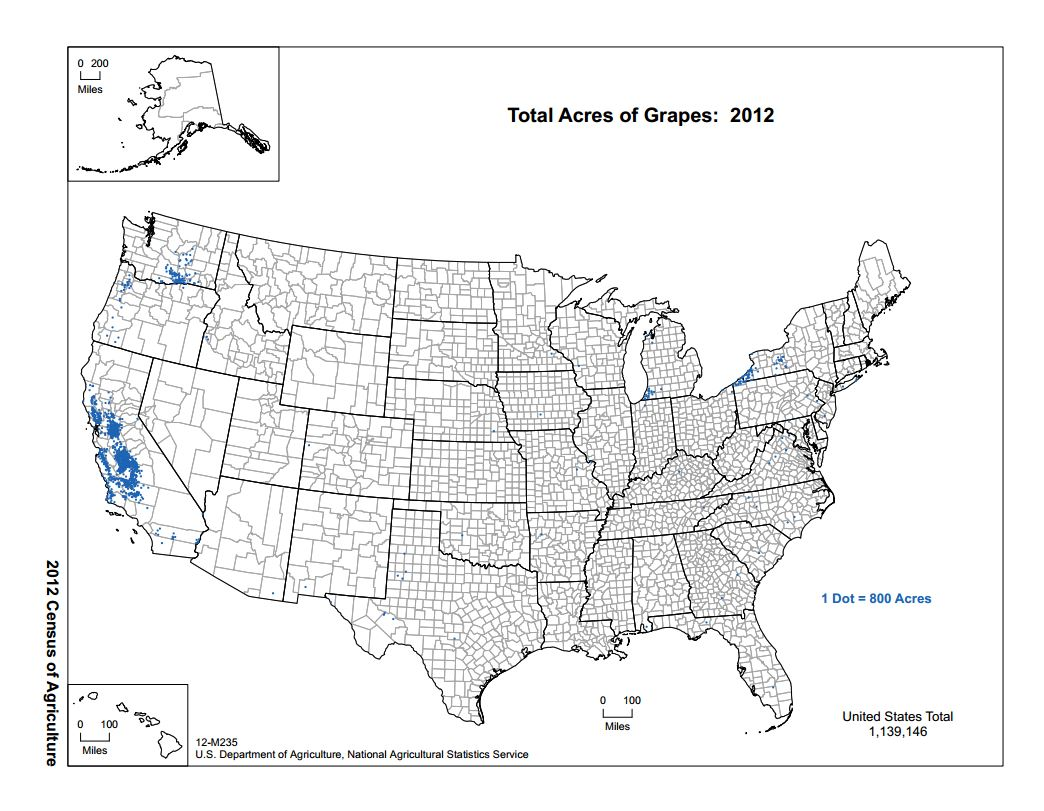 0 200
Miles
Total Acres of Grapes: 2012
1 Dot = 800 Acres
2012 Census of Agriculture
0 100
Miles
12-M235
U.S. Department of Agriculture, National Agricultural Statistics Service
0 100
Miles
United States Total
1,139,146